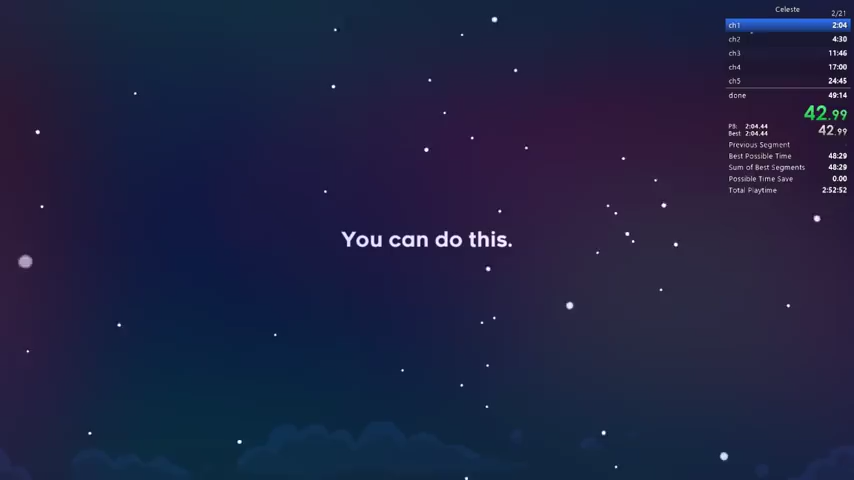 Celeste
2/21
ch1 2:04
ch2 4:30
ch3 11:46
ch4 17:00
ch5 24:45
done 49:14
42.99
PB: 2:04.44
Best: 2:04.44
42.99
Previous Segment -
Best Possible Time 48:29
Sum of Best Segments 48:29
Possible Time Save 0.00
Total Playtime 2:52:52
You can do this.